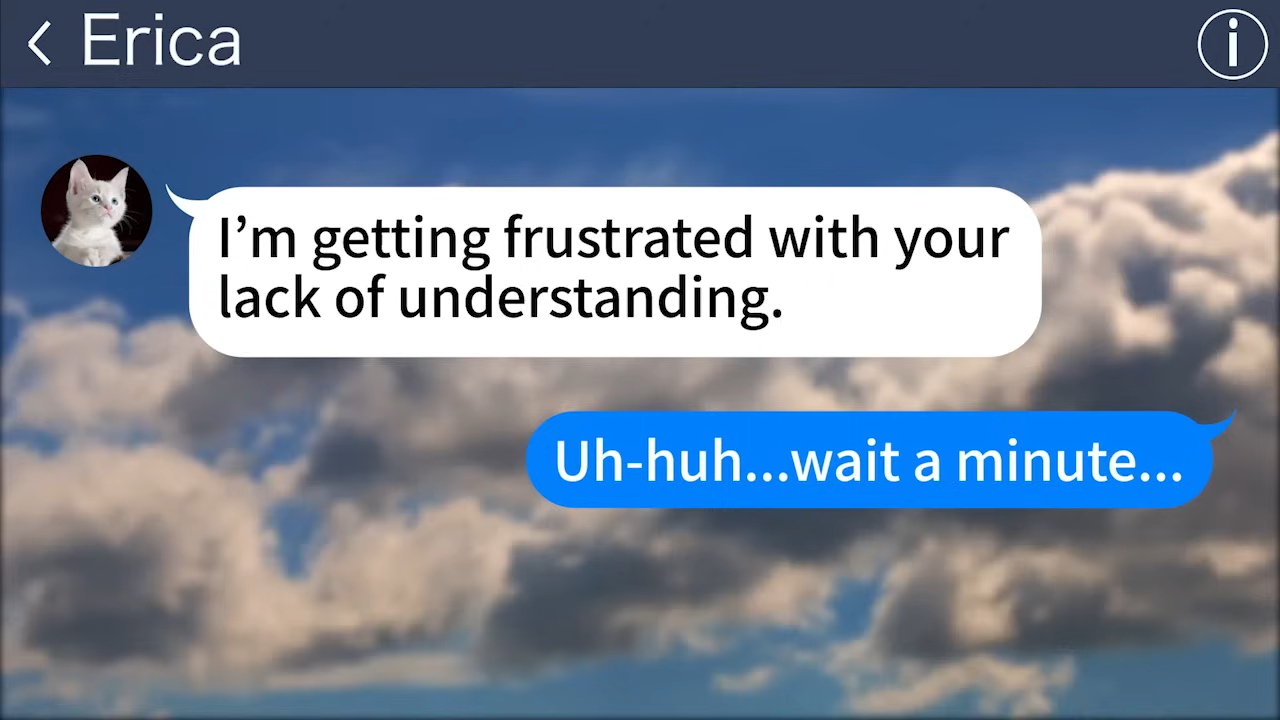 Erica
I’m getting frustrated with your
lack of understanding.
Uh-huh...wait a minute...